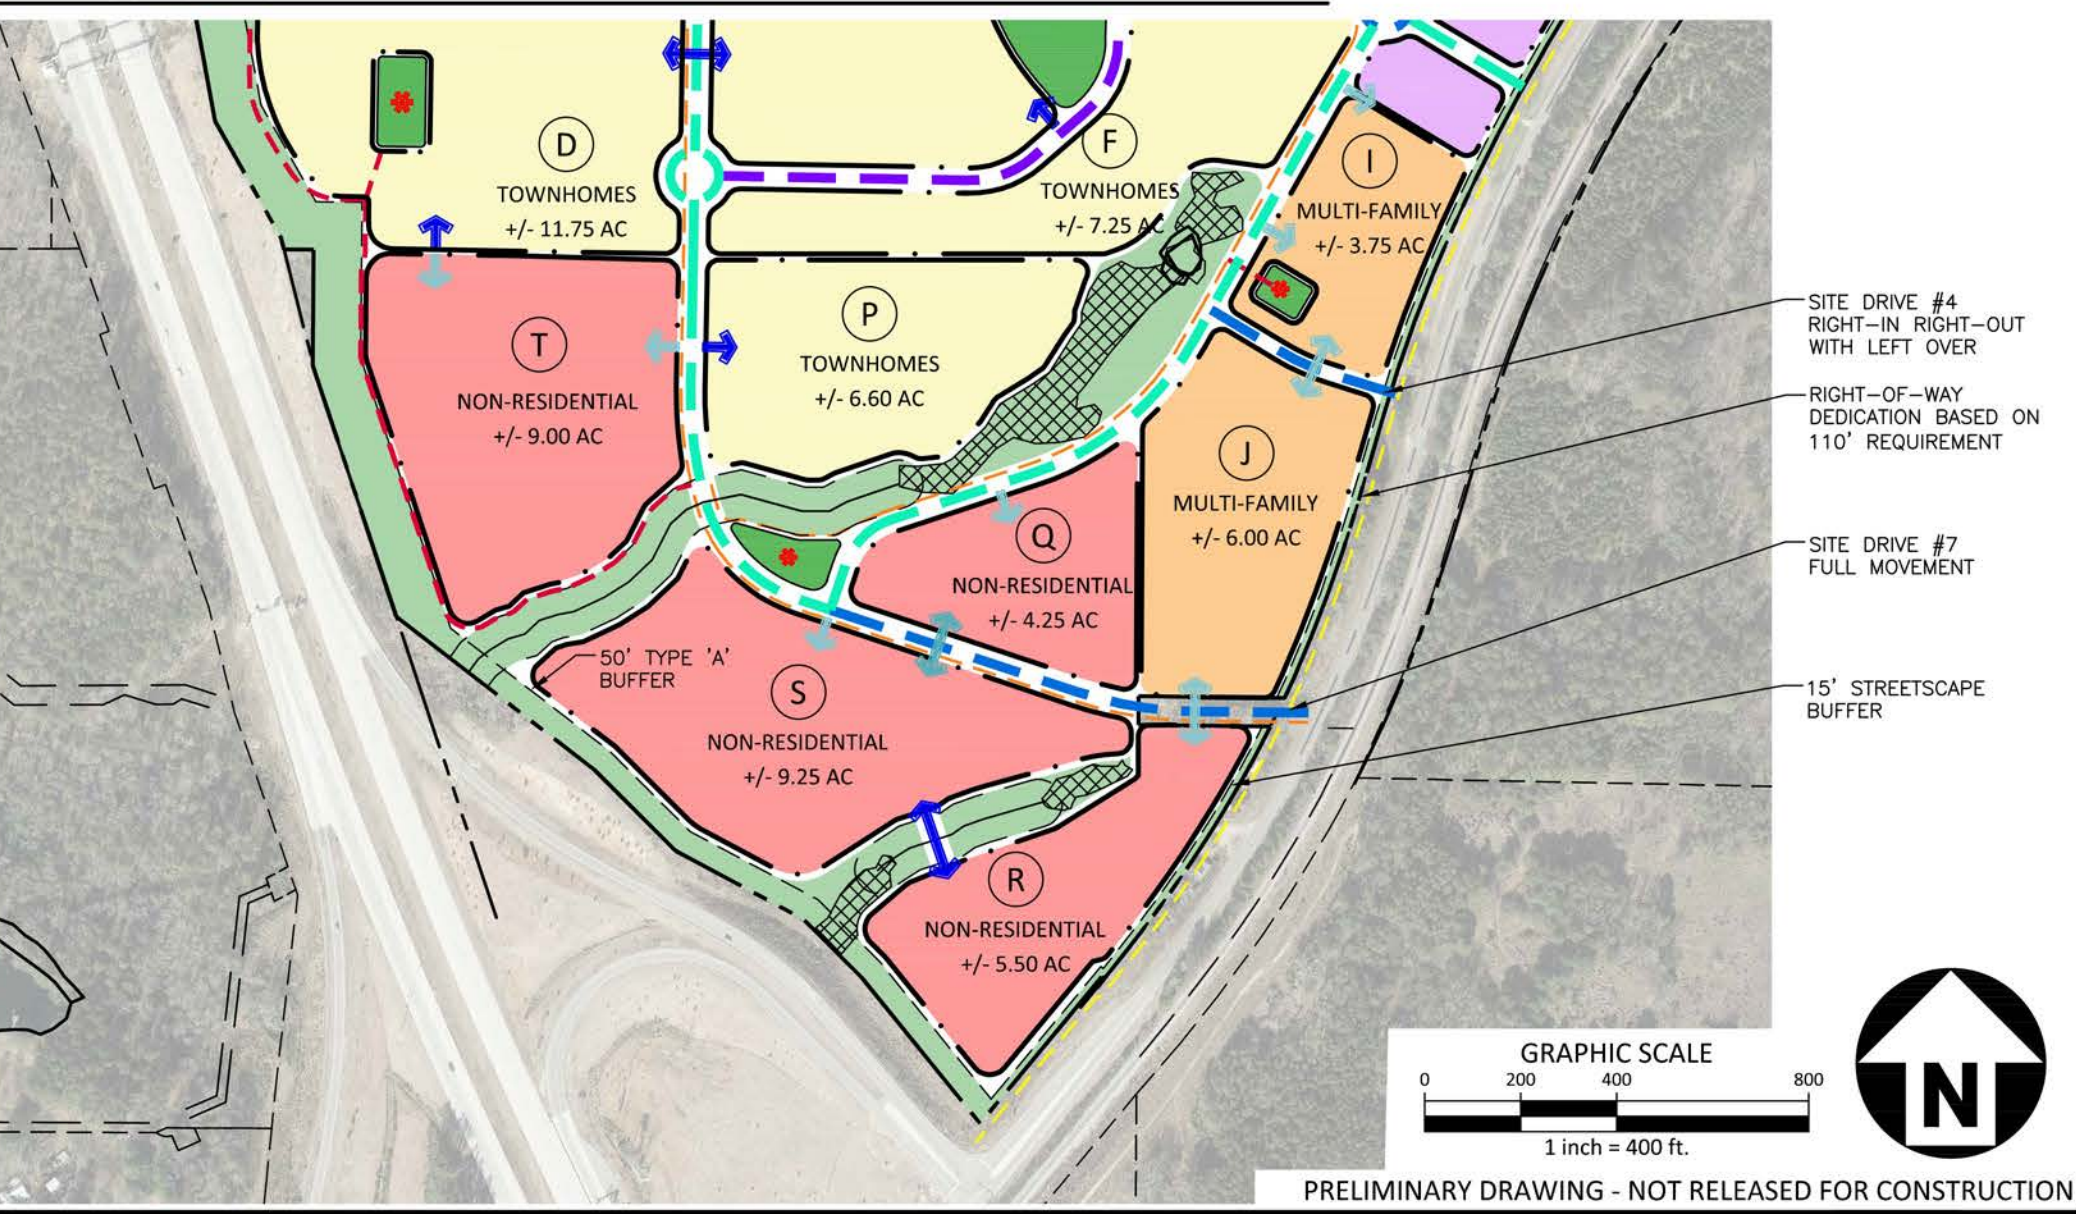 D
TOWNHOMES
+/- 11.75 AC
F
TOWNHOMES
+/- 7.25 AC
I
MULTI-FAMILY
+/- 3.75 AC
T
NON-RESIDENTIAL
+/- 9.00 AC
P
TOWNHOMES
+/- 6.60 AC
J
MULTI-FAMILY
+/- 6.00 AC
Q
NON-RESIDENTIAL
+/- 4.25 AC
50' TYPE 'A'
BUFFER
S
NON-RESIDENTIAL
+/- 9.25 AC
R
NON-RESIDENTIAL
+/- 5.50 AC
SITE DRIVE #4
RIGHT-IN RIGHT-OUT
WITH LEFT OVER
RIGHT-OF-WAY
DEDICATION BASED ON
110' REQUIREMENT
SITE DRIVE #7
FULL MOVEMENT
15' STREETSCAPE
BUFFER
GRAPHIC SCALE
0 200 400 800
1 inch = 400 ft.
N
PRELIMINARY DRAWING - NOT RELEASED FOR CONSTRUCTION